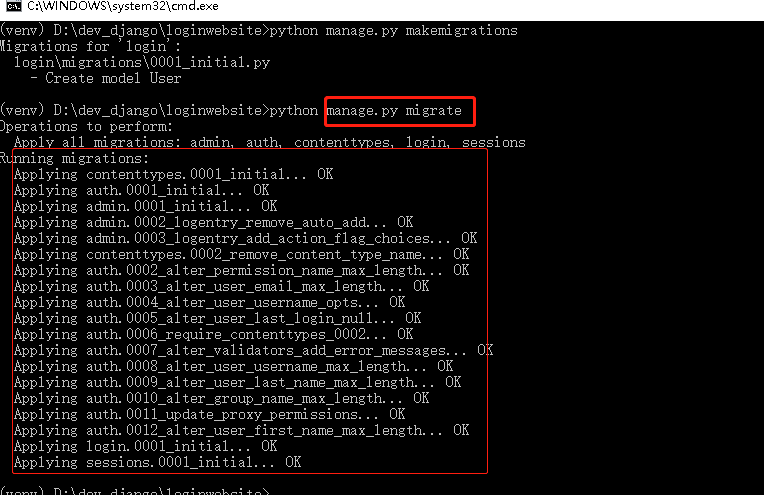 C:\WINDOWS\system32\cmd.exe
(venv) D:\dev_django\loginwebsite>python manage.py makemigrations
Migrations for 'login':
login\migrations\0001_initial.py
- Create model User
(venv) D:\dev_django\loginwebsite>python manage.py migrate
Operations to perform:
Apply all migrations: admin, auth, contenttypes, login, sessions
Running migrations:
Applying contenttypes.0001_initial... OK
Applying auth.0001_initial... OK
Applying admin.0001_initial... OK
Applying admin.0002_logentry_remove_auto_add... OK
Applying admin.0003_logentry_add_action_flag_choices... OK
Applying contenttypes.0002_remove_content_type_name... OK
Applying auth.0002_alter_permission_name_max_length... OK
Applying auth.0003_alter_user_email_max_length... OK
Applying auth.0004_alter_user_username_opts... OK
Applying auth.0005_alter_user_last_login_null... OK
Applying auth.0006_require_contenttypes_0002... OK
Applying auth.0007_alter_validators_add_error_messages... OK
Applying auth.0008_alter_user_username_max_length... OK
Applying auth.0009_alter_user_last_name_max_length... OK
Applying auth.0010_alter_group_name_max_length... OK
Applying auth.0011_update_proxy_permissions... OK
Applying auth.0012_alter_user_first_name_max_length... OK
Applying login.0001_initial... OK
Applying sessions.0001_initial... OK
(venv) D:\dev_django\loginwebsite>